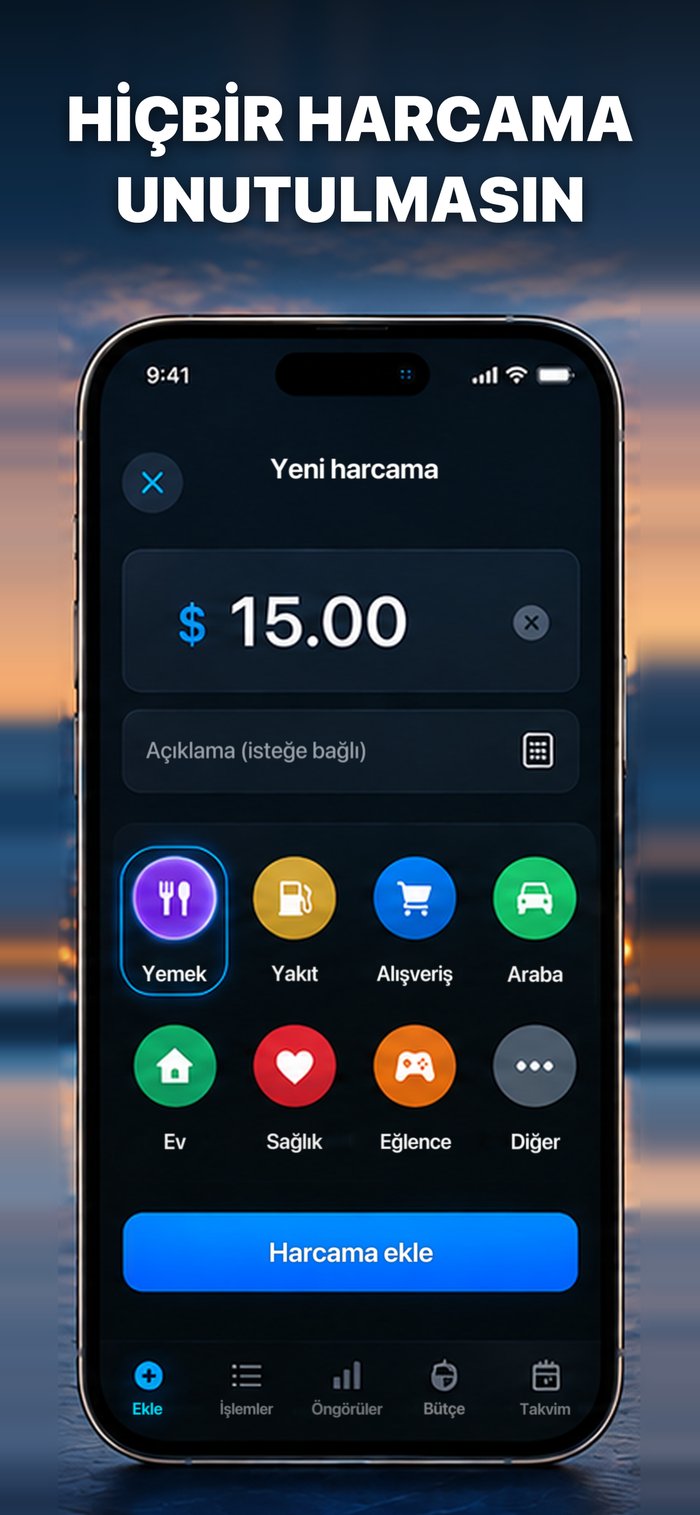 HİÇBİR HARCAMA
UNUTULMASIN
9:41
Yeni harcama
$ 15.00
Açıklama (isteğe bağlı)
Yemek Yakıt Alışveriş Araba
Ev Sağlık Eğlence Diğer
Harcama ekle
Ekle İşlemler Öngörüler Bütçe Takvim